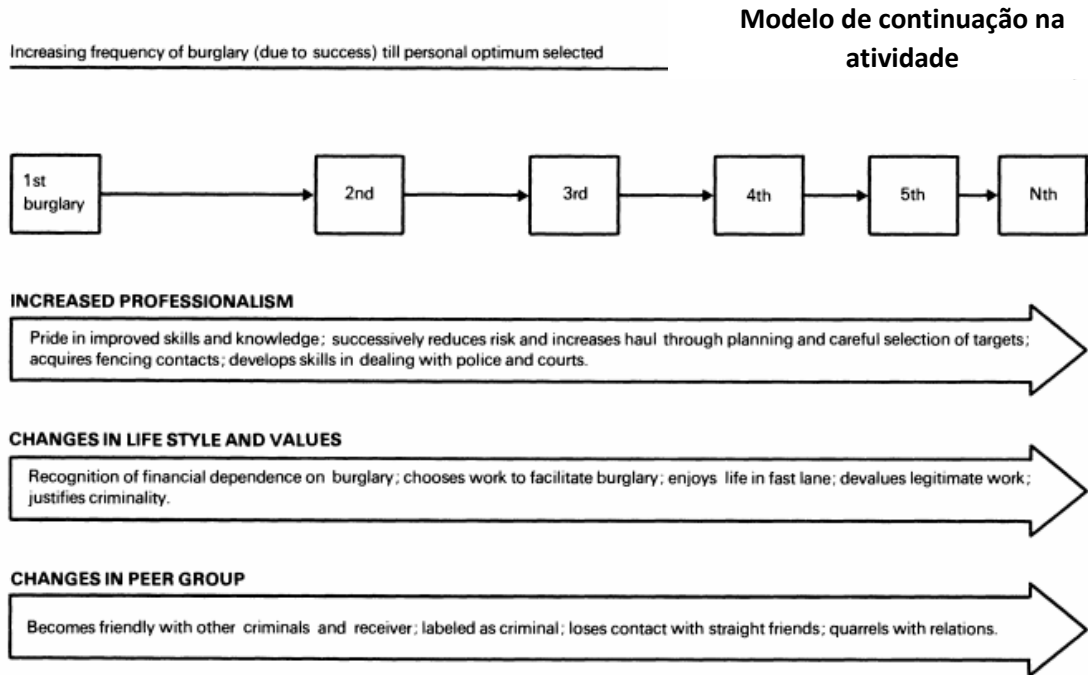 Modelo de continuação na
atividade
Increasing frequency of burglary (due to success) till personal optimum selected
1st
burglary
2nd
3rd
4th
5th
Nth
INCREASED PROFESSIONALISM
Pride in improved skills and knowledge; successively reduces risk and increases haul through planning and careful selection of targets;
acquires fencing contacts; develops skills in dealing with police and courts.
CHANGES IN LIFE STYLE AND VALUES
Recognition of financial dependence on burglary; chooses work to facilitate burglary; enjoys life in fast lane; devalues legitimate work;
justifies criminality.
CHANGES IN PEER GROUP
Becomes friendly with other criminals and receiver; labeled as criminal; loses contact with straight friends; quarrels with relations.